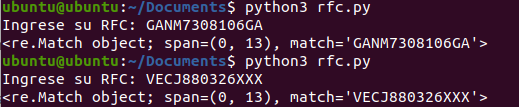 ubuntu@ubuntu:~/Documents$ python3 rfc.py
Ingrese su RFC: GANM7308106GA
<re.Match object; span=(0, 13), match='GANM7308106GA'>
ubuntu@ubuntu:~/Documents$ python3 rfc.py
Ingrese su RFC: VECJ880326XXX
<re.Match object; span=(0, 13), match='VECJ880326XXX'>